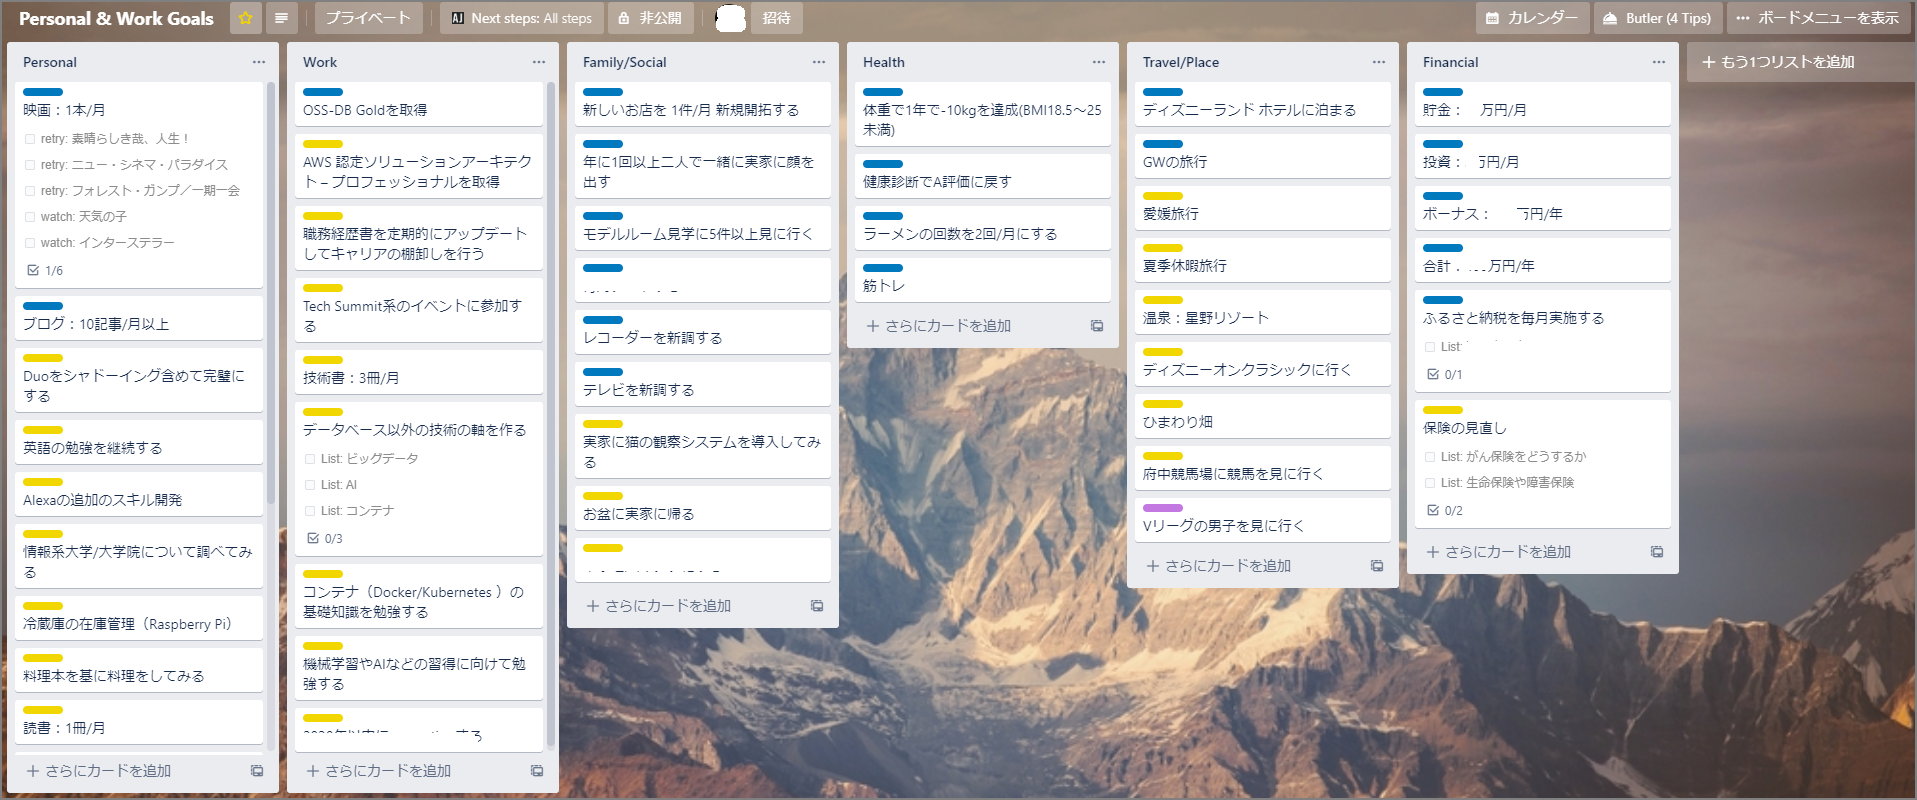 Personal & Work Goals
プライベート
Next steps: All steps
非公開
招待
カレンダー
Butler (4 Tips)
ボードメニューを表示
Personal
映画：1本/月
retry: 素晴らしき哉、人生！
retry: ニュー・シネマ・パラダイス
retry: フォレスト・ガンプ／一期一会
watch: 天気の子
watch: インターステラー
1/6
ブログ：10記事/月以上
Duoをシャドーイング含めて完璧に
する
英語の勉強を継続する
Alexaの追加のスキル開発
情報系大学/大学院について調べてみ
る
冷蔵庫の在庫管理（Raspberry Pi）
料理本を基に料理をしてみる
読書：1冊/月
さらにカードを追加
Work
OSS-DB Goldを取得
AWS 認定ソリューションアーキテク
ト – プロフェッショナルを取得
職務経歴書を定期的にアップデート
してキャリアの棚卸しを行う
Tech Summit系のイベントに参加す
る
技術書：3冊/月
データベース以外の技術の軸を作る
List: ビッグデータ
List: AI
List: コンテナ
0/3
コンテナ（Docker/Kubernetes ）の
基礎知識を勉強する
機械学習やAIなどの習得に向けて勉
強する
さらにカードを追加
Family/Social
新しいお店を 1件/月 新規開拓する
年に1回以上二人で一緒に実家に顔を
出す
モデルルーム見学に5件以上見に行く
レコーダーを新調する
テレビを新調する
実家に猫の観察システムを導入してみ
る
お盆に実家に帰る
さらにカードを追加
Health
体重で1年で-10kgを達成(BMI18.5～25
未満)
健康診断でA評価に戻す
ラーメンの回数を2回/月にする
筋トレ
さらにカードを追加
Travel/Place
ディズニーランド ホテルに泊まる
GWの旅行
愛媛旅行
夏季休暇旅行
温泉：星野リゾート
ディズニーオンクラシックに行く
ひまわり畑
府中競馬場に競馬を見に行く
Vリーグの男子を見に行く
さらにカードを追加
Financial
貯金： 万円/月
投資： 万円/月
ボーナス： 万円/年
合計： 万円/年
ふるさと納税を毎月実施する
List:
0/1
保険の見直し
List: がん保険をどうするか
List: 生命保険や障害保険
0/2
さらにカードを追加
もう1つリストを追加